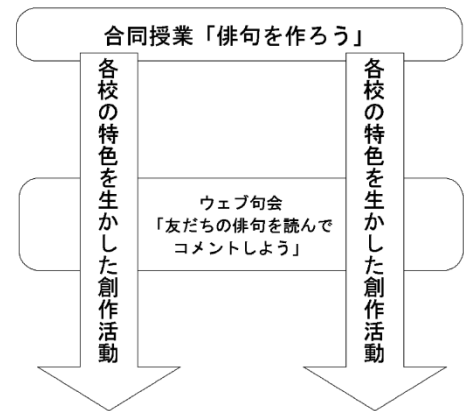 合同授業「俳句を作ろう」
各校の特色を生かした創作活動
ウェブ句会
「友だちの俳句を読んで
コメントしよう」
各校の特色を生かした創作活動